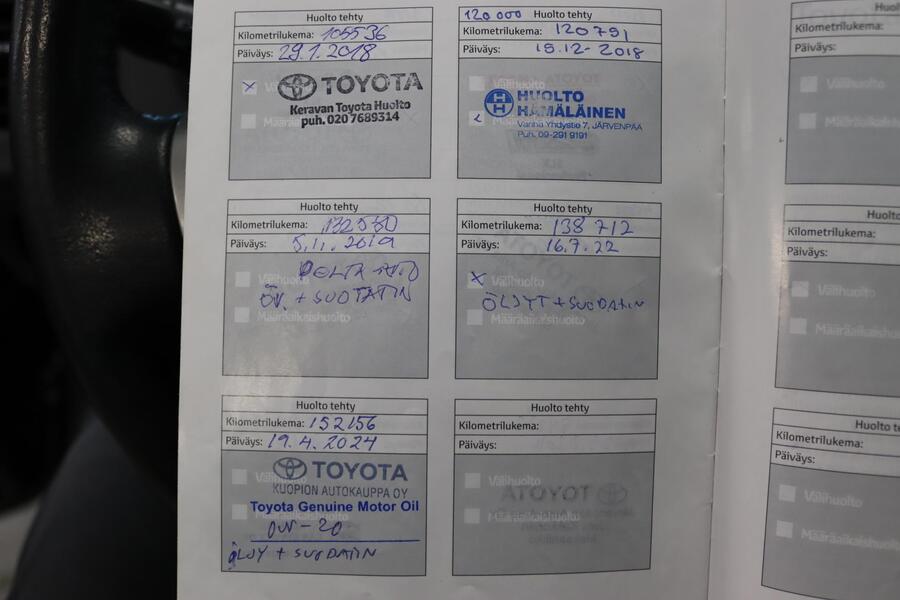 Huolto tehty
Kilometrilukema: 105536
Päiväys: 29.1.2018
TOYOTA
Keravan Toyota Huolto
puh. 020 7689314
120 000 Huolto tehty
Kilometrilukema: 120791
Päiväys: 19.12-2018
Välihuolto
HUOLTO
HÄMÄLÄINEN
Vanha Yhdystie 7, JÄRVENPÄÄ
Puh. 09-291 9191
Huolto tehty
Kilometrilukema: 132530
Päiväys: 5.11.2019
Välihuolto
DELTA AUTO
ÖV. + SUOTATIN
Määräaikaishuolto
Huolto tehty
Kilometrilukema: 138 712
Päiväys: 16.7.22
X Välihuolto
ÖLJYT + SUODATIN
Määräaikaishuolto
Huolto tehty
Kilometrilukema: 152156
Päiväys: 19.4.2024
TOYOTA
KUOPION AUTOKAUPPA OY
Toyota Genuine Motor Oil
0W-20
ÖLJY + SUODATIN
Huolto tehty
Kilometrilukema:
Päiväys:
Välihuolto
Määräaikaishuolto
Kilometrilukema:
Päiväys:
Välihuolto
Määräaikaishuolto
Huolto
Kilometrilukema:
Päiväys:
Välihuolto
Määräaikaishuolto
Huolto t
Kilometrilukema:
Päiväys:
Välihuolto
Määräaikaishuolto